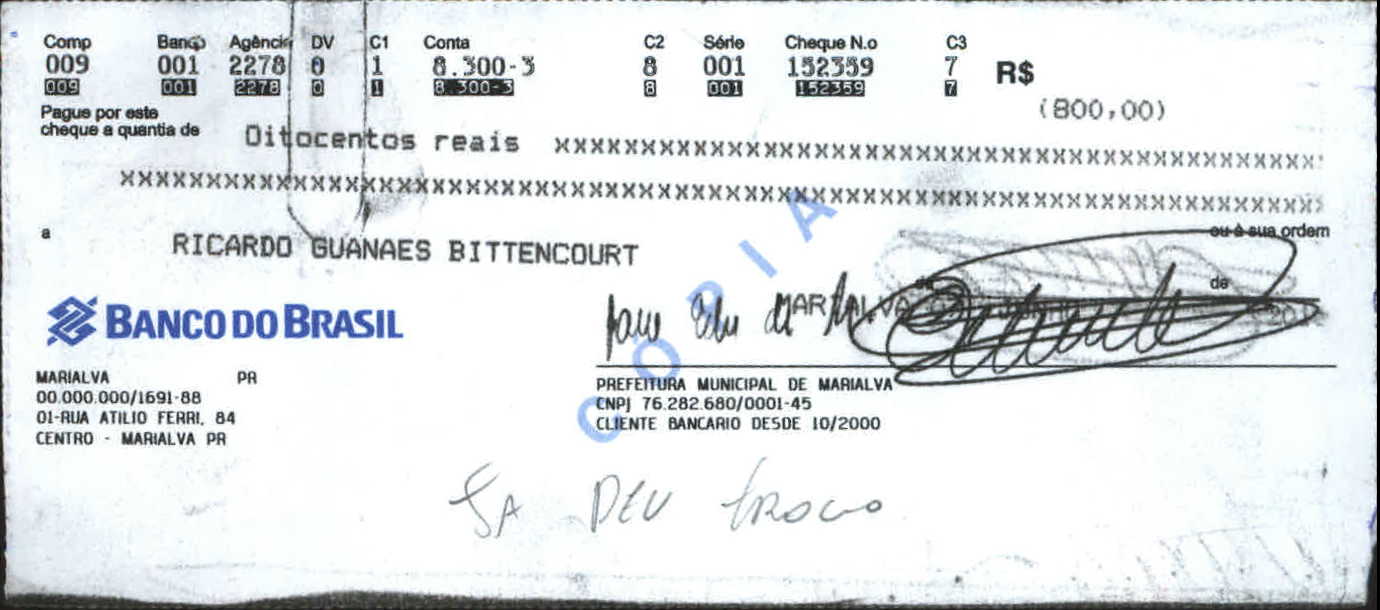 Comp Banco Agência DV C1 Conta C2 Série Cheque N.o C3
009 001 2278 0 1 8.300-3 8 001 152359 7 R$
009 001 2278 0 1 8.300-3 8 001 152359 7
(800,00)
Pague por este
cheque a quantia de Oitocentos reais xxxxxxxxxxxxxxxxxxxxxxxxxxxxxxxxxxxxxxxxxxxx
xxxxxxxxxxxxxxxxxxxxxxxxxxxxxxxxxxxxxxxxxxxxxxxxxxxxxxxxxxxxxxxxxxxxxx
a RICARDO GUANAES BITTENCOURT ou à sua ordem
MARIALVA de de
BANCO DO BRASIL
MARIALVA PR
00.000.000/1691-88
01-RUA ATILIO FERRI, 84
CENTRO - MARIALVA PR
PREFEITURA MUNICIPAL DE MARIALVA
CNPJ 76.282.680/0001-45
CLIENTE BANCARIO DESDE 10/2000
CÓPIA
JA DEU TROCO